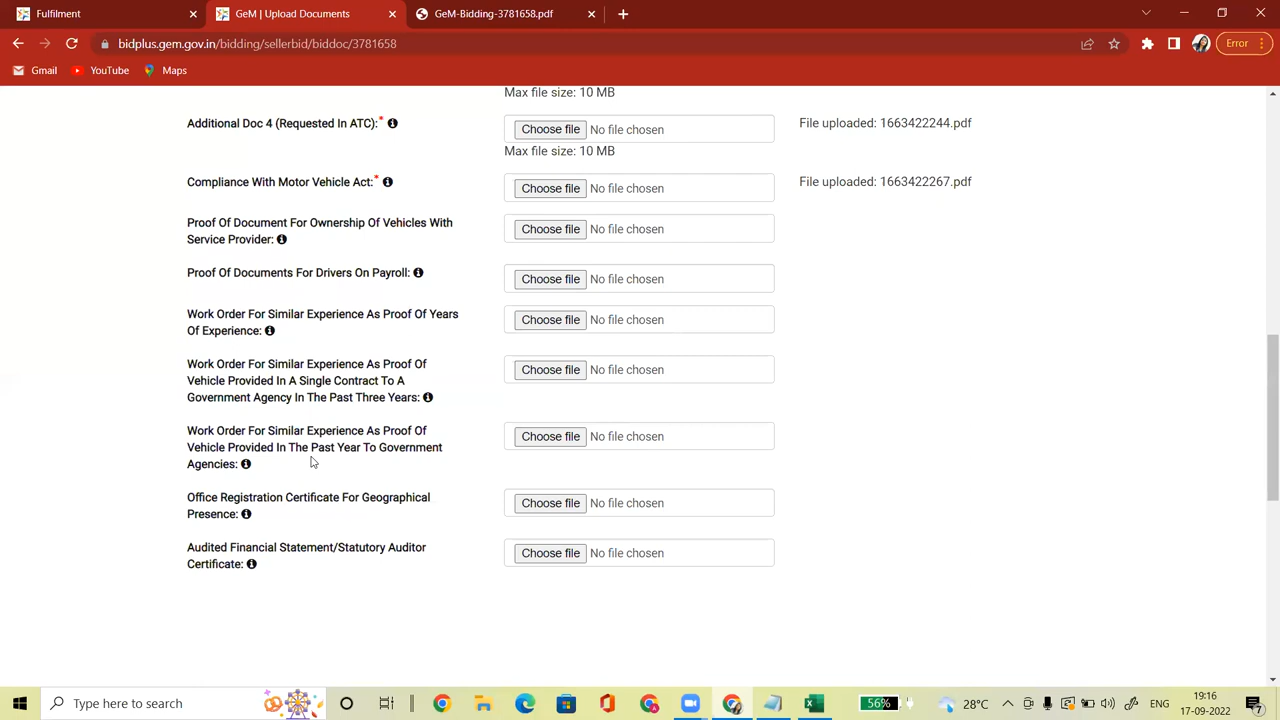 Fulfilment
GeM | Upload Documents
GeM-Bidding-3781658.pdf
bidplus.gem.gov.in/bidding/sellerbid/biddoc/3781658
Error
Gmail
YouTube
Maps
Max file size: 10 MB
Additional Doc 4 (Requested In ATC):*
Choose file No file chosen
File uploaded: 1663422244.pdf
Max file size: 10 MB
Compliance With Motor Vehicle Act:*
Choose file No file chosen
File uploaded: 1663422267.pdf
Proof Of Document For Ownership Of Vehicles With
Service Provider:
Choose file No file chosen
Proof Of Documents For Drivers On Payroll:
Choose file No file chosen
Work Order For Similar Experience As Proof Of Years
Of Experience:
Choose file No file chosen
Work Order For Similar Experience As Proof Of
Vehicle Provided In A Single Contract To A
Government Agency In The Past Three Years:
Choose file No file chosen
Work Order For Similar Experience As Proof Of
Vehicle Provided In The Past Year To Government
Agencies:
Choose file No file chosen
Office Registration Certificate For Geographical
Presence:
Choose file No file chosen
Audited Financial Statement/Statutory Auditor
Certificate:
Choose file No file chosen
Type here to search
56%
28°C
ENG
19:16
17-09-2022
7